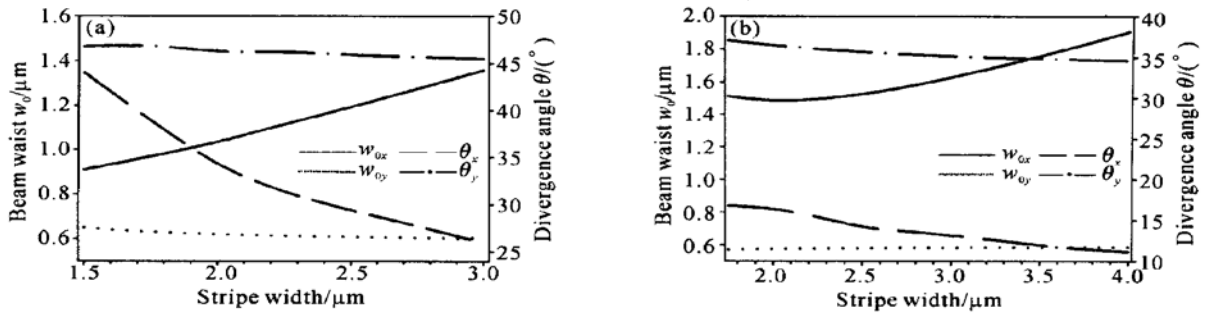 (a)
1.6
1.4
1.2
1.0
0.8
0.6
Beam waist w₀/μm
50
45
40
35
30
25
Divergence angle θ/(°)
w₀ₓ θₓ
w₀y θy
1.5 2.0 2.5 3.0
Stripe width/μm
(b)
2.0
1.8
1.6
1.4
1.2
1.0
0.8
0.6
Beam waist w₀/μm
40
35
30
16
15
10
Divergence angle θ/(°)
w₀ₓ θₓ
w₀y θy
2.0 2.5 3.0 3.5 4.0
Stripe width/μm